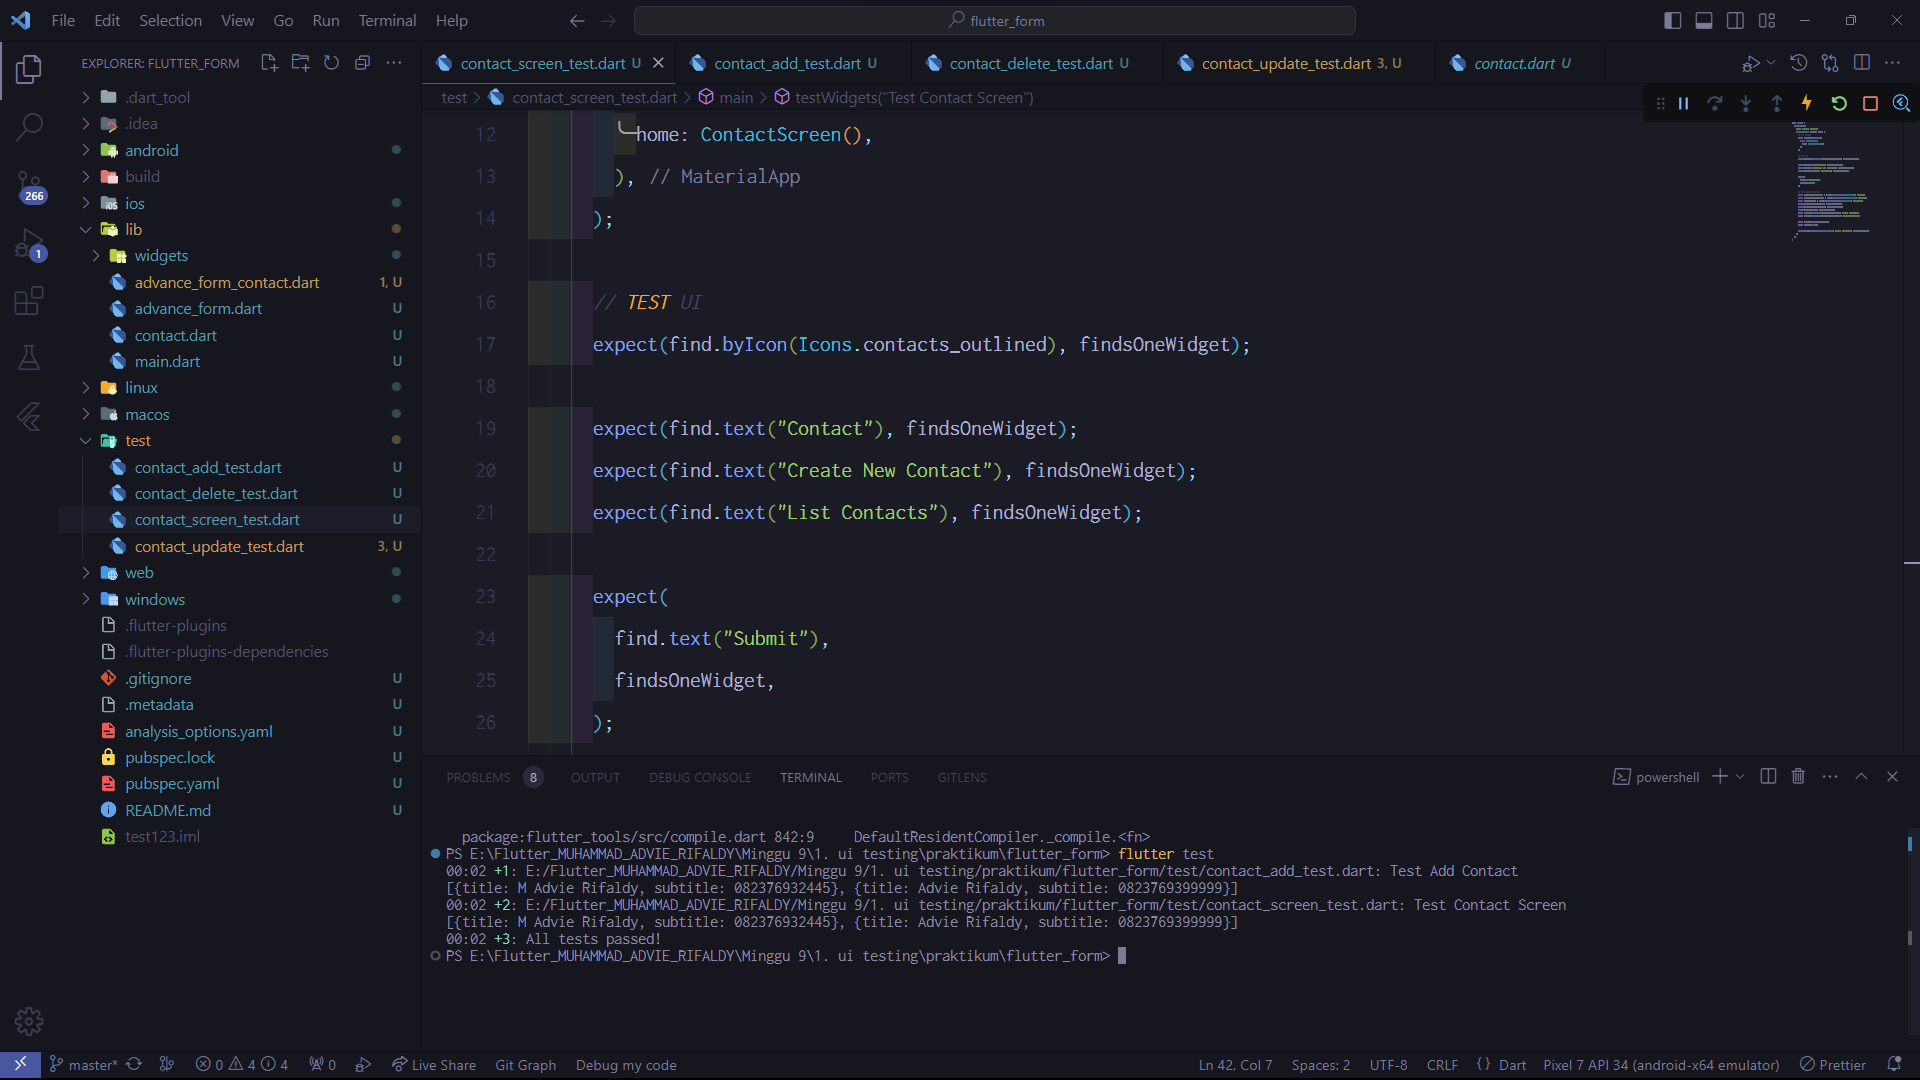 File Edit Selection View Go Run Terminal Help
flutter_form
EXPLORER: FLUTTER_FORM
.dart_tool
.idea
android
build
ios
lib
widgets
advance_form_contact.dart 1, U
advance_form.dart U
contact.dart U
main.dart U
linux
macos
test
contact_add_test.dart U
contact_delete_test.dart U
contact_screen_test.dart U
contact_update_test.dart 3, U
web
windows
.flutter-plugins
.flutter-plugins-dependencies
.gitignore U
.metadata U
analysis_options.yaml U
pubspec.lock U
pubspec.yaml U
README.md U
test123.iml
266
1
contact_screen_test.dart U contact_add_test.dart U contact_delete_test.dart U contact_update_test.dart 3, U contact.dart U
test > contact_screen_test.dart > main > testWidgets("Test Contact Screen")
12 home: ContactScreen(),
13 ), // MaterialApp
14 );
15
16 // TEST UI
17 expect(find.byIcon(Icons.contacts_outlined), findsOneWidget);
18
19 expect(find.text("Contact"), findsOneWidget);
20 expect(find.text("Create New Contact"), findsOneWidget);
21 expect(find.text("List Contacts"), findsOneWidget);
22
23 expect(
24 find.text("Submit"),
25 findsOneWidget,
26 );
PROBLEMS 8 OUTPUT DEBUG CONSOLE TERMINAL PORTS GITLENS
powershell
package:flutter_tools/src/compile.dart 842:9 DefaultResidentCompiler._compile.<fn>
PS E:\Flutter_MUHAMMAD_ADVIE_RIFALDY\Minggu 9\1. ui testing\praktikum\flutter_form> flutter test
00:02 +1: E:/Flutter_MUHAMMAD_ADVIE_RIFALDY/Minggu 9/1. ui testing/praktikum/flutter_form/test/contact_add_test.dart: Test Add Contact
[{title: M Advie Rifaldy, subtitle: 082376932445}, {title: Advie Rifaldy, subtitle: 0823769399999}]
00:02 +2: E:/Flutter_MUHAMMAD_ADVIE_RIFALDY/Minggu 9/1. ui testing/praktikum/flutter_form/test/contact_screen_test.dart: Test Contact Screen
[{title: M Advie Rifaldy, subtitle: 082376932445}, {title: Advie Rifaldy, subtitle: 0823769399999}]
00:02 +3: All tests passed!
PS E:\Flutter_MUHAMMAD_ADVIE_RIFALDY\Minggu 9\1. ui testing\praktikum\flutter_form>
master* 0 4 4 0 Live Share Git Graph Debug my code Ln 42, Col 7 Spaces: 2 UTF-8 CRLF {} Dart Pixel 7 API 34 (android-x64 emulator) Prettier